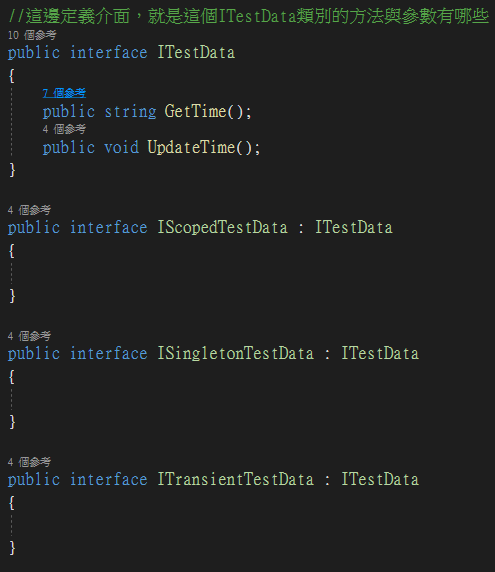 //這邊定義介面，就是這個ITestData類別的方法與參數有哪些
10 個參考
public interface ITestData
{
7 個參考
public string GetTime();
4 個參考
public void UpdateTime();
}
4 個參考
public interface IScopedTestData : ITestData
{
}
4 個參考
public interface ISingletonTestData : ITestData
{
}
4 個參考
public interface ITransientTestData : ITestData
{
}